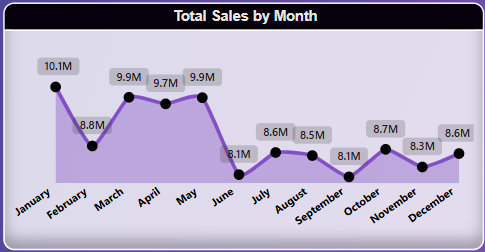 Total Sales by Month
10.1M
8.8M
9.9M
9.7M
9.9M
8.1M
8.6M
8.5M
8.1M
8.7M
8.3M
8.6M
January
February
March
April
May
June
July
August
September
October
November
December